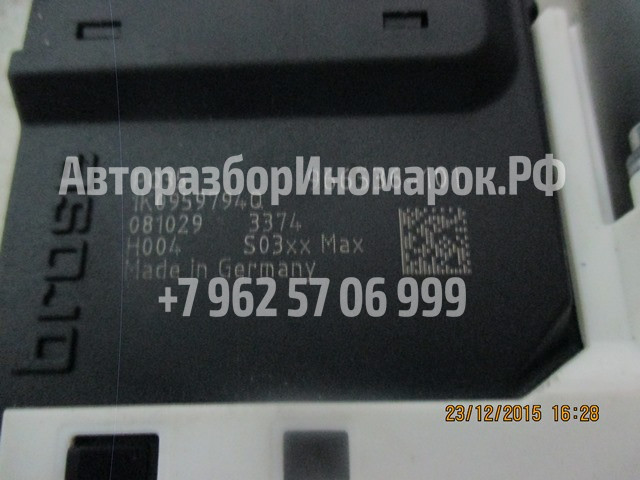 brose
АвторазборИномарок.РФ
1K0959794Q
081029 3374
H004 S03xx Max
Made in Germany
+7 962 57 06 999
23/12/2015 16:28